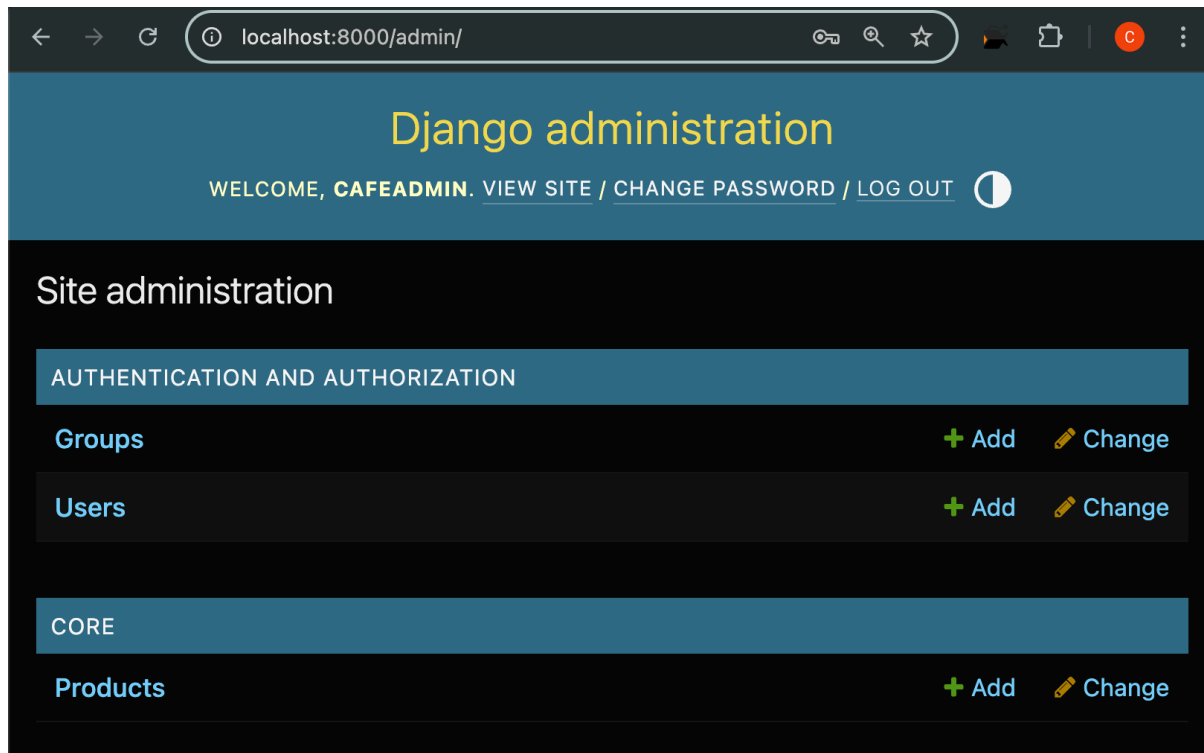 localhost:8000/admin/
C
Django administration
WELCOME, CAFEADMIN. VIEW SITE / CHANGE PASSWORD / LOG OUT
Site administration
AUTHENTICATION AND AUTHORIZATION
Groups Add Change
Users Add Change
CORE
Products Add Change